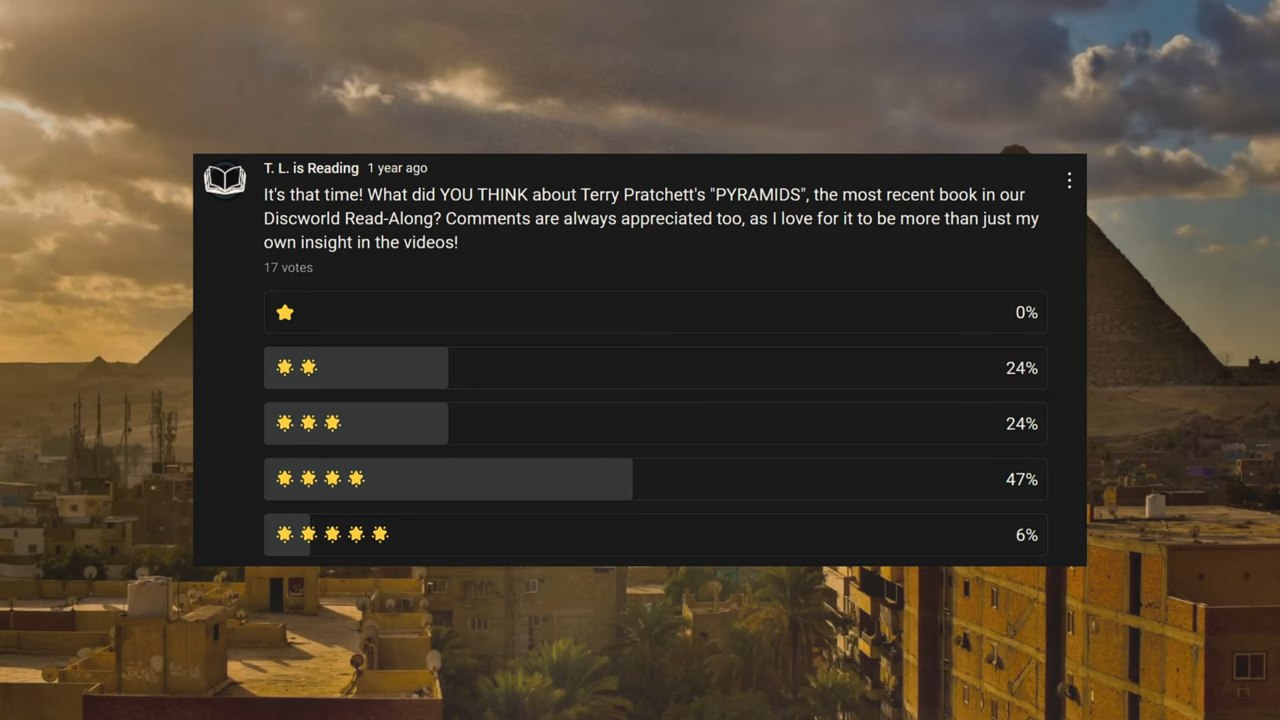 T. L. is Reading 1 year ago
It's that time! What did YOU THINK about Terry Pratchett's "PYRAMIDS", the most recent book in our
Discworld Read-Along? Comments are always appreciated too, as I love for it to be more than just my
own insight in the videos!
17 votes
⭐ 0%
🌟🌟 24%
🌟🌟🌟 24%
🌟🌟🌟🌟 47%
🌟🌟🌟🌟🌟 6%